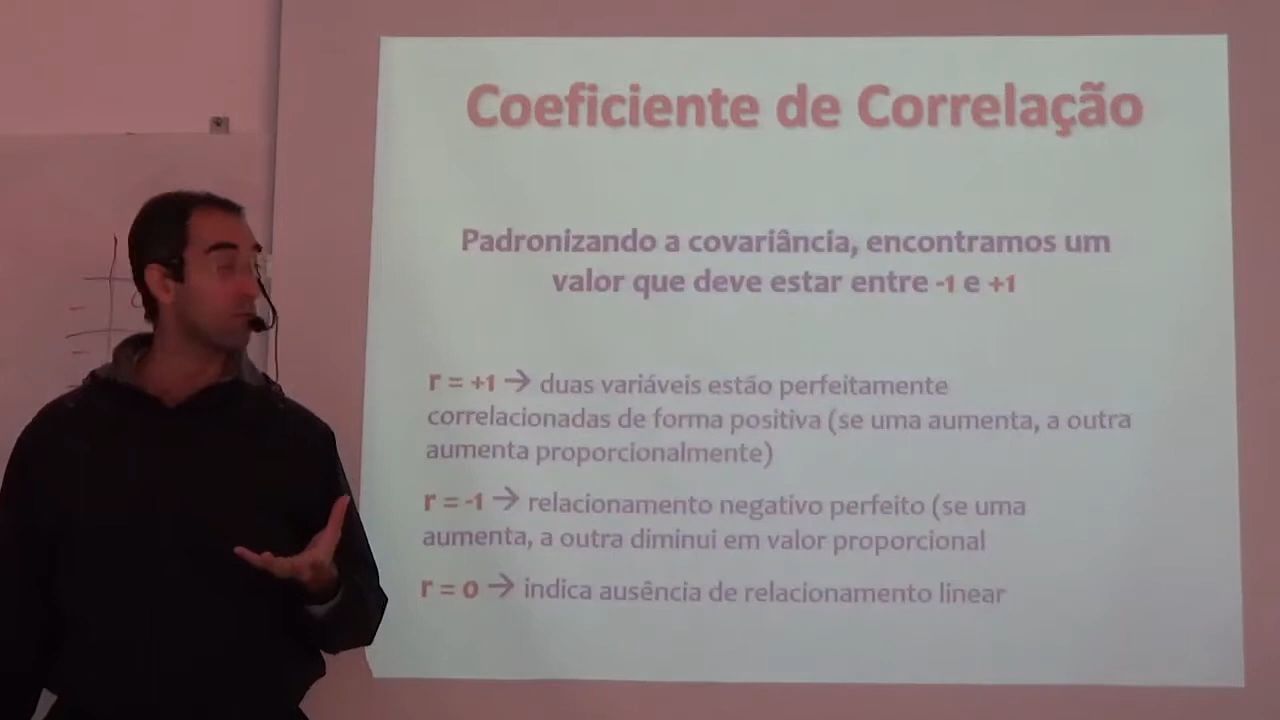 Coeficiente de Correlação
Padronizando a covariância, encontramos um
valor que deve estar entre -1 e +1
r = +1 → duas variáveis estão perfeitamente
correlacionadas de forma positiva (se uma aumenta, a outra
aumenta proporcionalmente)
r = -1 → relacionamento negativo perfeito (se uma
aumenta, a outra diminui em valor proporcional
r = 0 → indica ausência de relacionamento linear